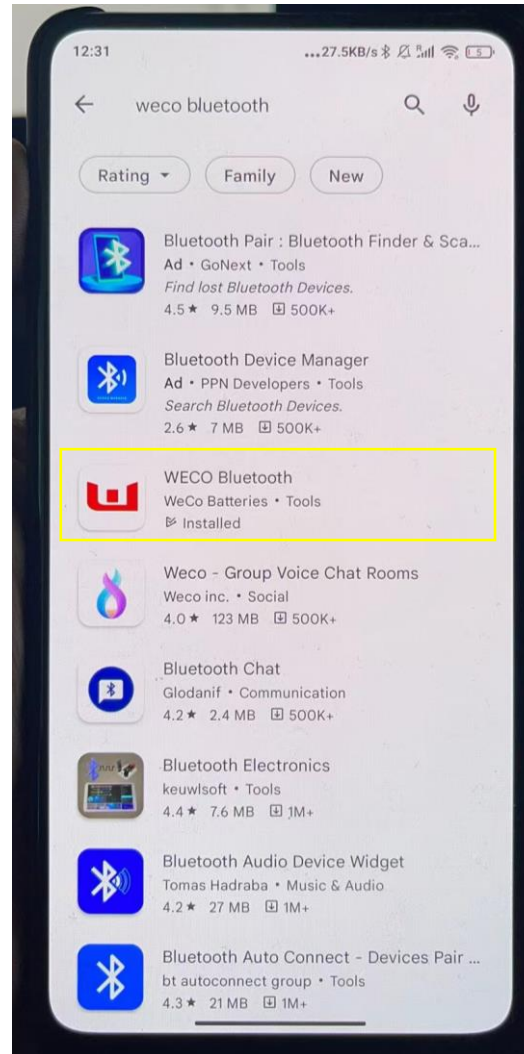 12:31 ...27.5KB/s 5
weco bluetooth
Rating Family New
Bluetooth Pair : Bluetooth Finder & Sca...
Ad • GoNext • Tools
Find lost Bluetooth Devices.
4.5★ 9.5 MB 500K+
Bluetooth Device Manager
Ad • PPN Developers • Tools
Search Bluetooth Devices.
2.6★ 7 MB 500K+
WECO Bluetooth
WeCo Batteries • Tools
Installed
Weco - Group Voice Chat Rooms
Weco inc. • Social
4.0★ 123 MB 500K+
Bluetooth Chat
Glodanif • Communication
4.2★ 2.4 MB 500K+
Bluetooth Electronics
keuwlsoft • Tools
4.4★ 7.6 MB 1M+
Bluetooth Audio Device Widget
Tomas Hadraba • Music & Audio
4.2★ 27 MB 1M+
Bluetooth Auto Connect - Devices Pair ...
bt autoconnect group • Tools
4.3★ 21 MB 1M+